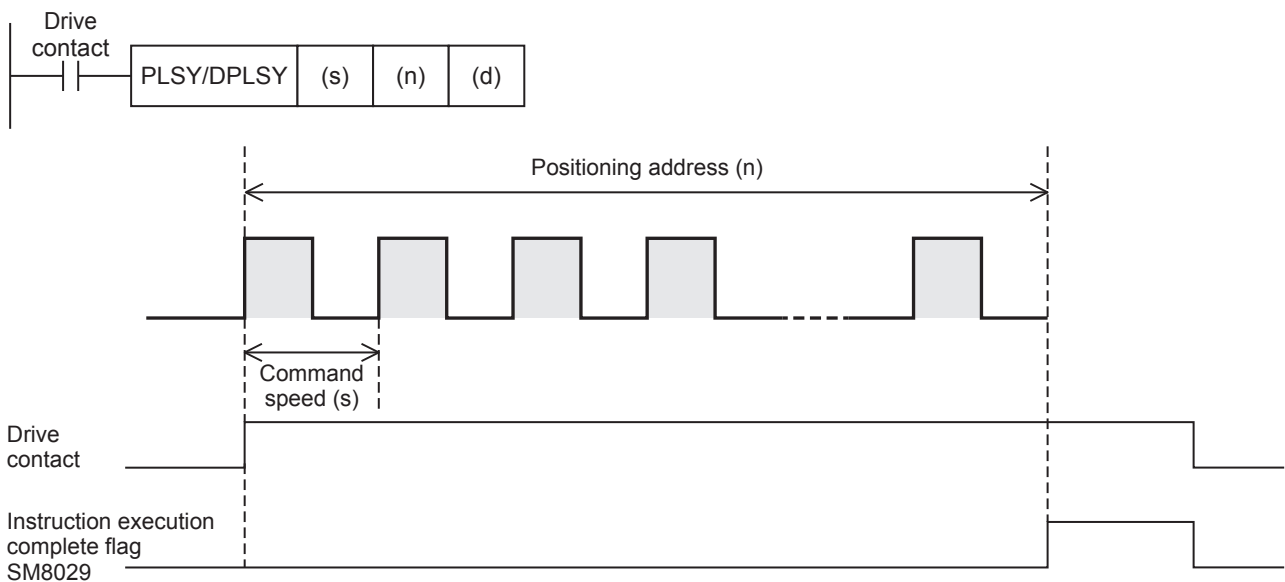 Drive
contact
PLSY/DPLSY (s) (n) (d)
Positioning address (n)
Command
speed (s)
Drive
contact
Instruction execution
complete flag
SM8029